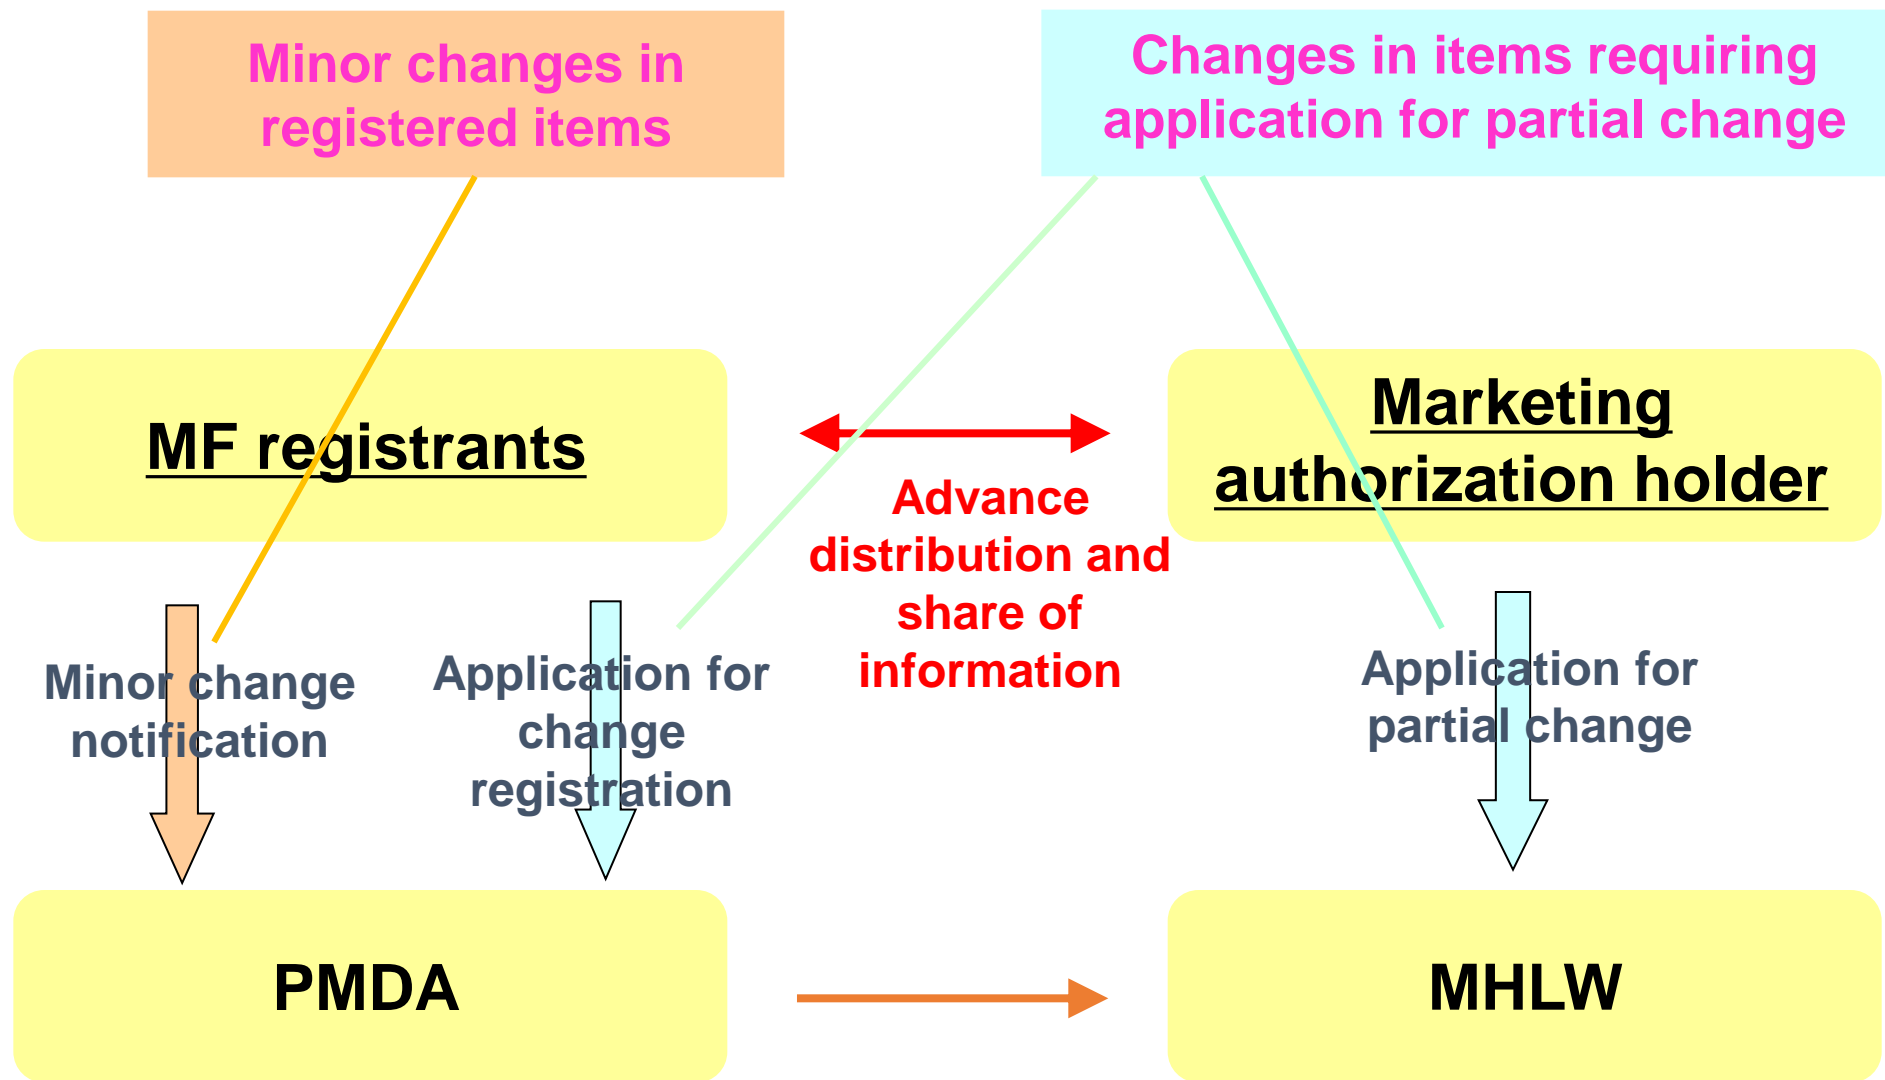 Minor changes in
registered items
Changes in items requiring
application for partial change
MF registrants
Marketing
authorization holder
Advance
distribution and
share of
information
Minor change
notification
Application for
change
registration
Application for
partial change
PMDA
MHLW